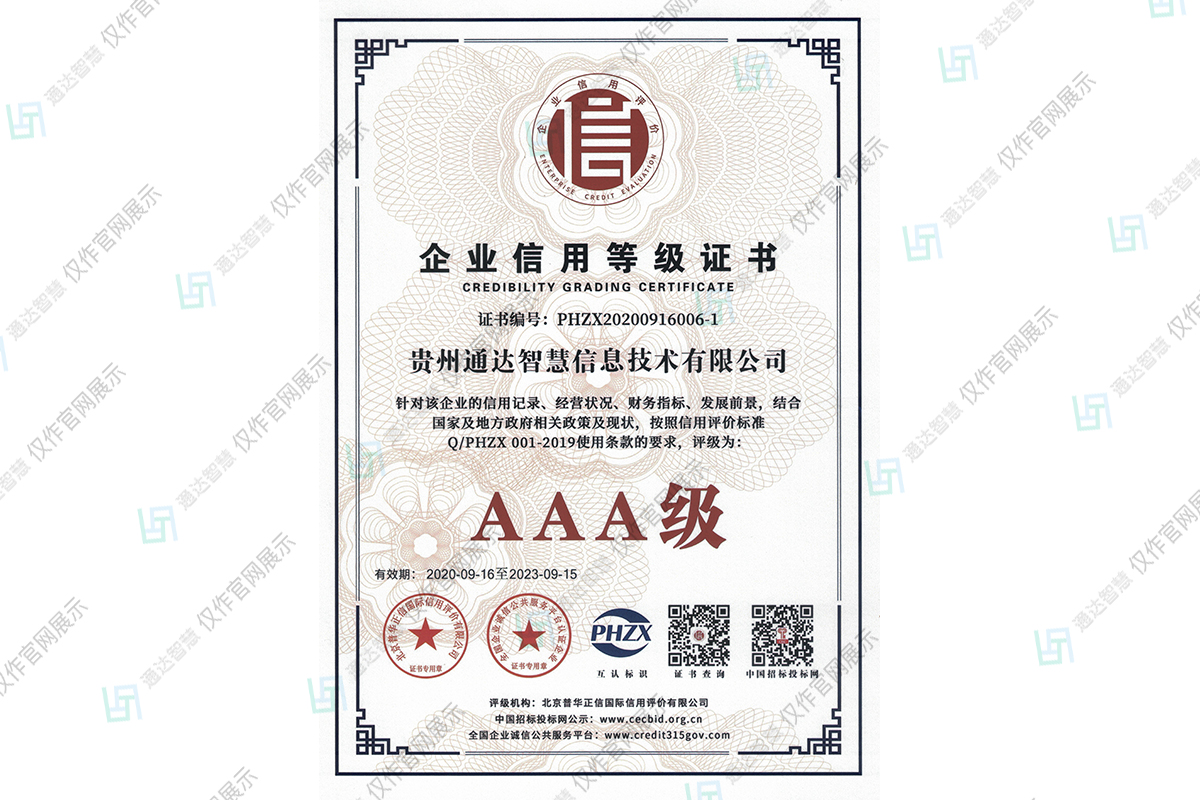 企业信用评价
ENTERPRISE CREDIT EVALUATION
企业信用等级证书
CREDIBILITY GRADING CERTIFICATE
证书编号：PHZX20200916006-1
贵州通达智慧信息技术有限公司
针对该企业的信用记录、经营状况、财务指标、发展前景，结合
国家及地方政府相关政策及现状，按照信用评价标准
Q/PHZX 001-2019使用条款的要求，评级为：
AAA级
有效期： 2020-09-16至2023-09-15
北京普华正信国际信用评价有限公司
证书专用章
全国企业诚信公共服务平台认证企业
证书专用章
PHZX
互认标识
证书查询
中国招标投标网
评级机构：北京普华正信国际信用评价有限公司
中国招标投标网公示：www.cecbid.org.cn
全国企业诚信公共服务平台：www.credit315gov.com
通达智慧 仅作官网展示